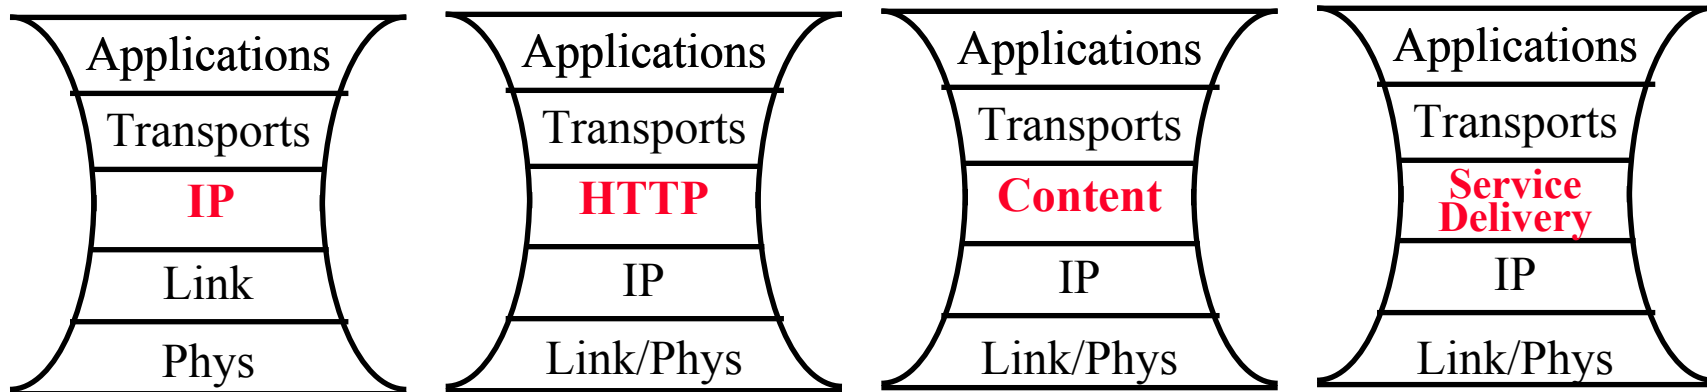 Applications
Transports
IP
Link
Phys
Applications
Transports
HTTP
IP
Link/Phys
Applications
Transports
Content
IP
Link/Phys
Applications
Transports
Service
Delivery
IP
Link/Phys